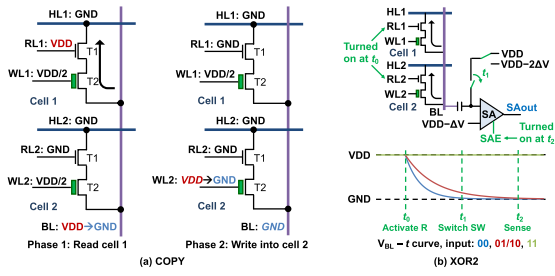 HL1: GND
RL1: VDD
T1
WL1: VDD/2
T2
Cell 1
HL2: GND
RL2: GND
T1
WL2: VDD/2
T2
Cell 2
BL: VDD→GND
Phase 1: Read cell 1
HL1: GND
RL1: GND
T1
WL1: VDD/2
T2
Cell 1
HL2: GND
RL2: GND
T1
WL2: VDD→GND
T2
Cell 2
BL: GND
Phase 2: Write into cell 2
(a) COPY
HL1
RL1
WL1
Cell 1
Turned on at t0
HL2
RL2
WL2
Cell 2
BL
VDD
VDD-2ΔV
t1
SA
SAout
VDD-ΔV
SAE
Turned on at t2
VDD
GND
t0 t1 t2
Activate R Switch SW Sense
VBL – t curve, input: 00, 01/10, 11
(b) XOR2